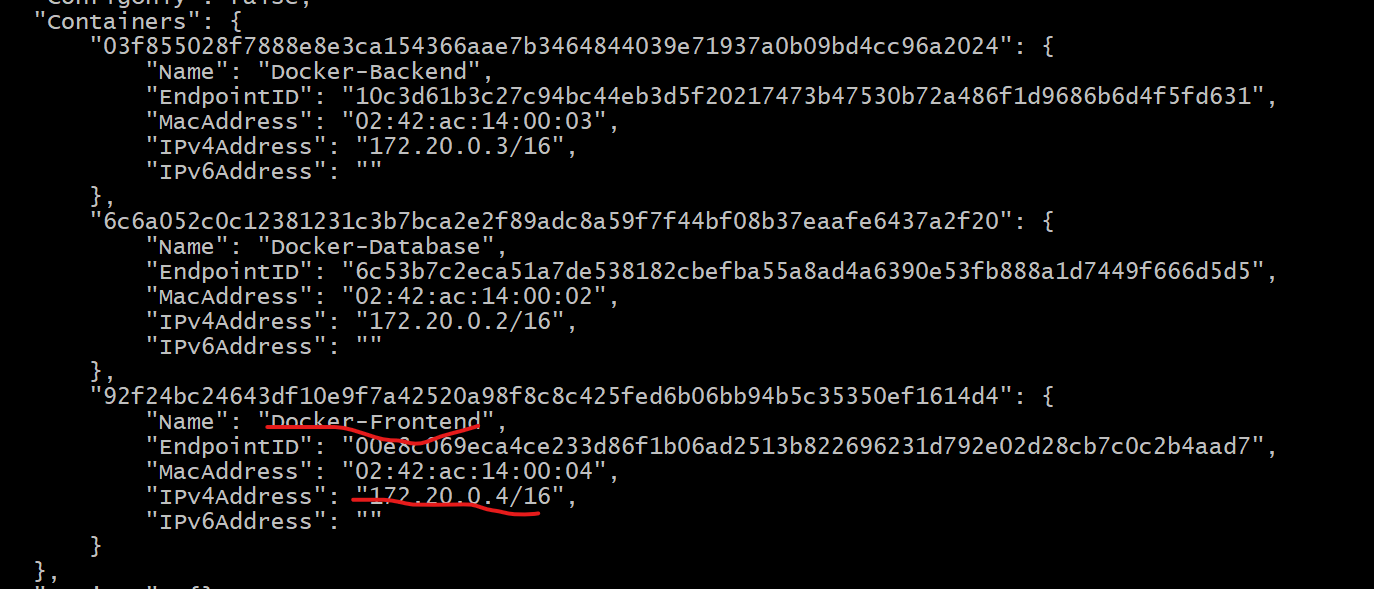 "Containers": {
"03f855028f7888e8e3ca154366aae7b3464844039e71937a0b09bd4cc96a2024": {
"Name": "Docker-Backend",
"EndpointID": "10c3d61b3c27c94bc44eb3d5f20217473b47530b72a486f1d9686b6d4f5fd631",
"MacAddress": "02:42:ac:14:00:03",
"IPv4Address": "172.20.0.3/16",
"IPv6Address": ""
},
"6c6a052c0c12381231c3b7bca2e2f89adc8a59f7f44bf08b37eaafe6437a2f20": {
"Name": "Docker-Database",
"EndpointID": "6c53b7c2eca51a7de538182cbefba55a8ad4a6390e53fb888a1d7449f666d5d5",
"MacAddress": "02:42:ac:14:00:02",
"IPv4Address": "172.20.0.2/16",
"IPv6Address": ""
},
"92f24bc24643df10e9f7a42520a98f8c8c425fed6b06bb94b5c35350ef1614d4": {
"Name": "Docker-Frontend",
"EndpointID": "00e8c069eca4ce233d86f1b06ad2513b822696231d792e02d28cb7c0c2b4aad7",
"MacAddress": "02:42:ac:14:00:04",
"IPv4Address": "172.20.0.4/16",
"IPv6Address": ""
}
},